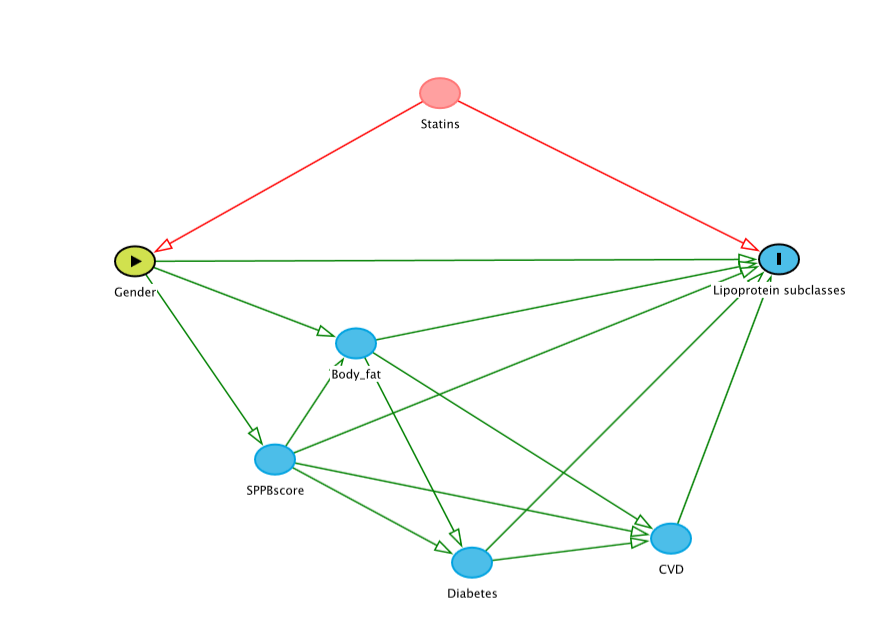 Statins
Gender
Lipoprotein subclasses
Body_fat
SPPBscore
CVD
Diabetes